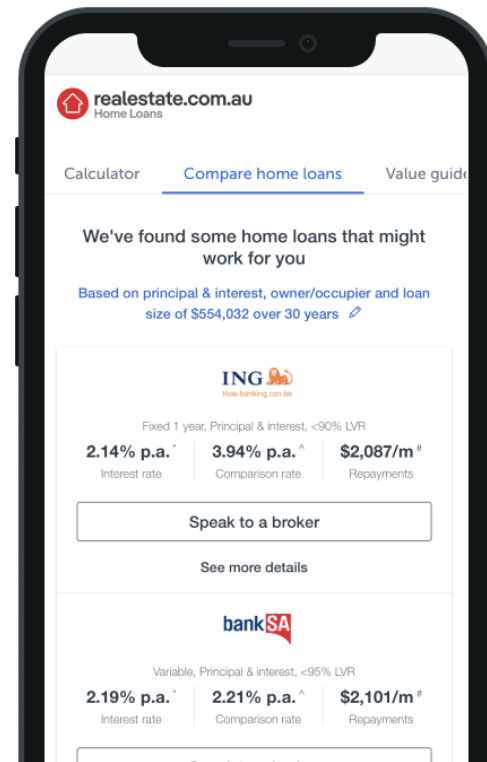 realestate.com.au
Home Loans
Calculator Compare home loans Value guide
We've found some home loans that might
work for you
Based on principal & interest, owner/occupier and loan
size of $554,032 over 30 years
ING
How banking can be
Fixed 1 year, Principal & interest, <90% LVR
2.14% p.a.* 3.94% p.a.^ $2,087/m#
Interest rate Comparison rate Repayments
Speak to a broker
See more details
bankSA
Variable, Principal & interest, <95% LVR
2.19% p.a.* 2.21% p.a.^ $2,101/m#
Interest rate Comparison rate Repayments